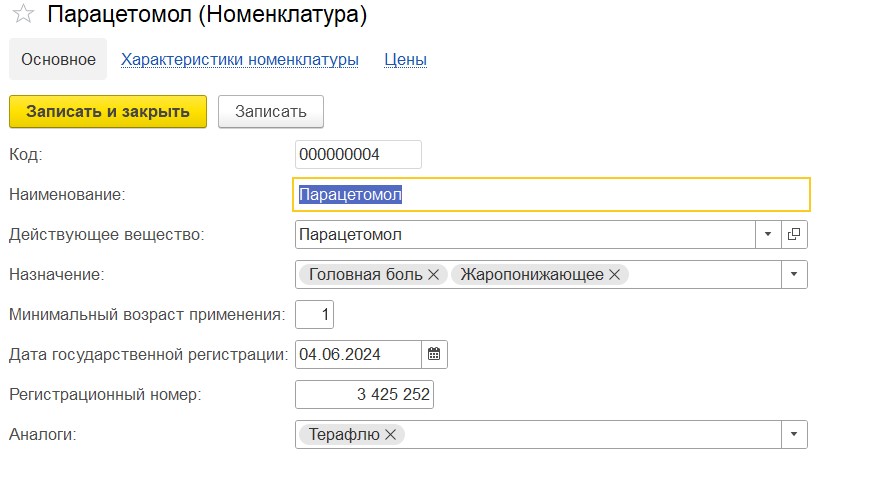 Парацетомол (Номенклатура)
Основное Характеристики номенклатуры Цены
Записать и закрыть Записать
Код: 000000004
Наименование: Парацетомол
Действующее вещество: Парацетомол
Назначение: Головная боль Жаропонижающее
Минимальный возраст применения: 1
Дата государственной регистрации: 04.06.2024
Регистрационный номер: 3 425 252
Аналоги: Терафлю